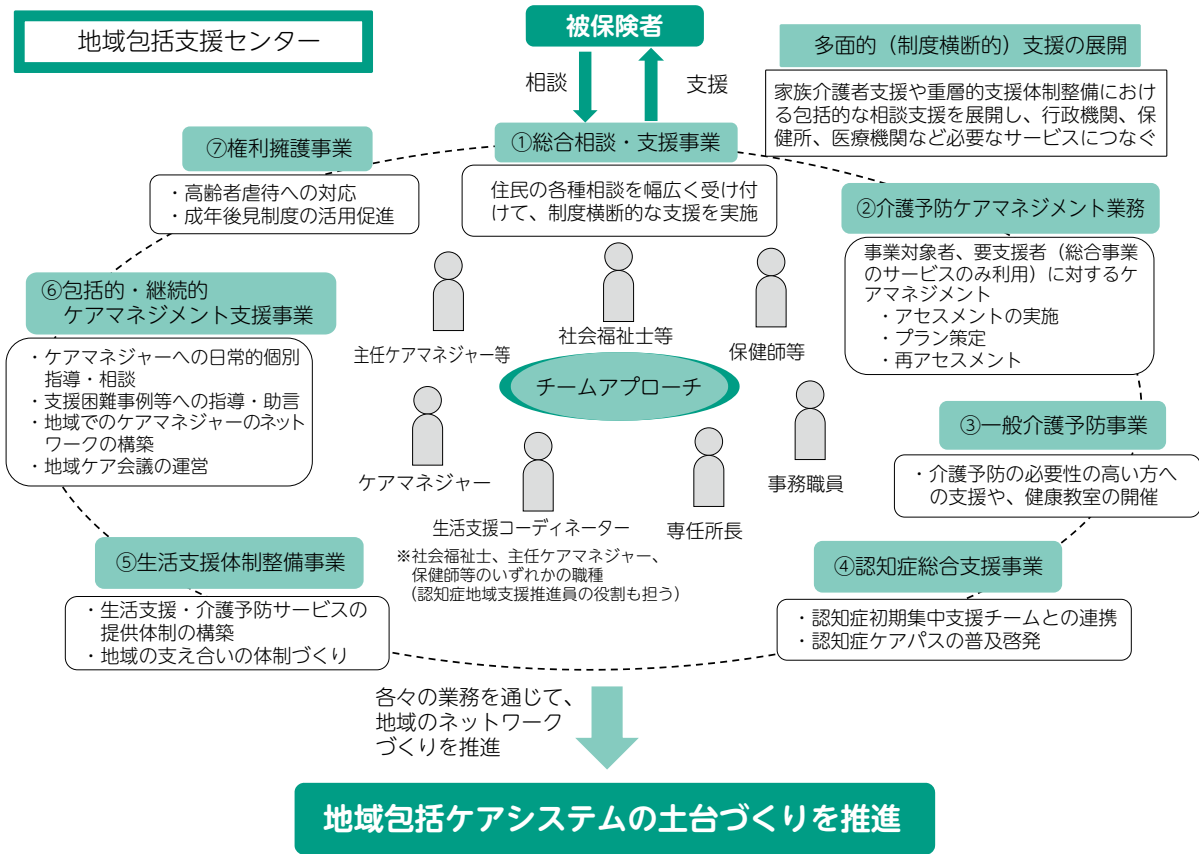 地域包括支援センター
被保険者
相談
支援
多面的（制度横断的）支援の展開
家族介護者支援や重層的支援体制整備におけ
る包括的な相談支援を展開し、行政機関、保
健所、医療機関など必要なサービスにつなぐ
①総合相談・支援事業
住民の各種相談を幅広く受け付
けて、制度横断的な支援を実施
⑦権利擁護事業
・高齢者虐待への対応
・成年後見制度の活用促進
②介護予防ケアマネジメント業務
事業対象者、要支援者（総合事業
のサービスのみ利用）に対するケ
アマネジメント
・アセスメントの実施
・プラン策定
・再アセスメント
⑥包括的・継続的
ケアマネジメント支援事業
・ケアマネジャーへの日常的個別
指導・相談
・支援困難事例等への指導・助言
・地域でのケアマネジャーのネット
ワークの構築
・地域ケア会議の運営
主任ケアマネジャー等
社会福祉士等
保健師等
チームアプローチ
ケアマネジャー
生活支援コーディネーター
専任所長
事務職員
※社会福祉士、主任ケアマネジャー、
保健師等のいずれかの職種
（認知症地域支援推進員の役割も担う）
③一般介護予防事業
・介護予防の必要性の高い方へ
の支援や、健康教室の開催
④認知症総合支援事業
・認知症初期集中支援チームとの連携
・認知症ケアパスの普及啓発
⑤生活支援体制整備事業
・生活支援・介護予防サービスの
提供体制の構築
・地域の支え合いの体制づくり
各々の業務を通じて、
地域のネットワーク
づくりを推進
地域包括ケアシステムの土台づくりを推進